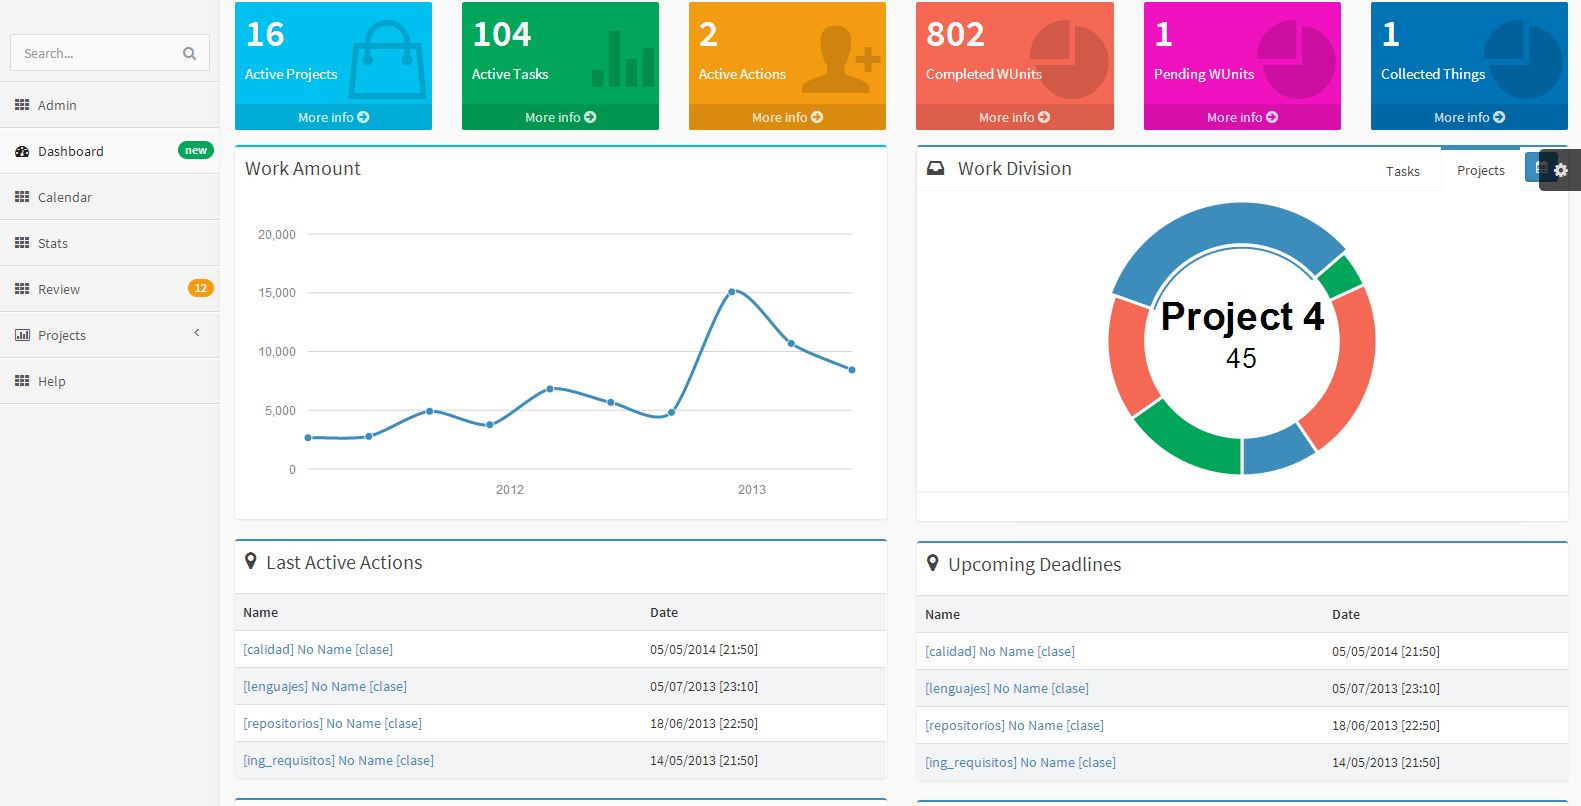 Search...
Admin
Dashboard new
Calendar
Stats
Review 12
Projects
Help
16
Active Projects
More info
104
Active Tasks
More info
2
Active Actions
More info
802
Completed WUnits
More info
1
Pending WUnits
More info
1
Collected Things
More info
Work Amount
20,000
15,000
10,000
5,000
0
2012 2013
Work Division Tasks Projects
Project 4
45
Last Active Actions
Name Date
[calidad] No Name [clase] 05/05/2014 [21:50]
[lenguajes] No Name [clase] 05/07/2013 [23:10]
[repositorios] No Name [clase] 18/06/2013 [22:50]
[ing_requisitos] No Name [clase] 14/05/2013 [21:50]
Upcoming Deadlines
Name Date
[calidad] No Name [clase] 05/05/2014 [21:50]
[lenguajes] No Name [clase] 05/07/2013 [23:10]
[repositorios] No Name [clase] 18/06/2013 [22:50]
[ing_requisitos] No Name [clase] 14/05/2013 [21:50]